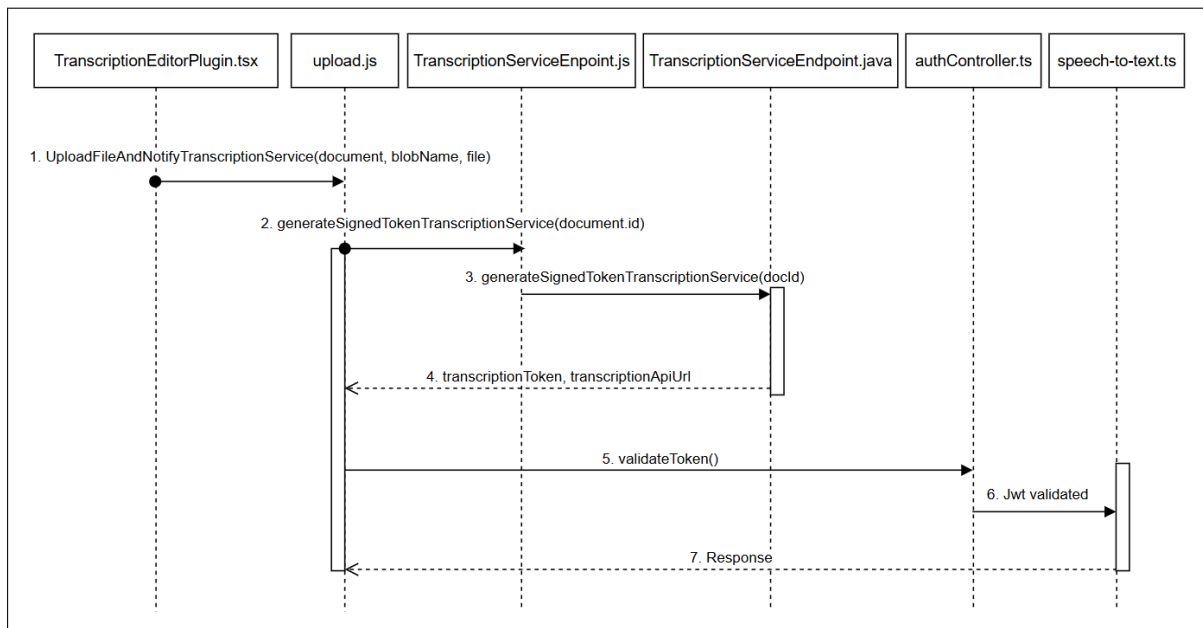 TranscriptionEditorPlugin.tsx
upload.js
TranscriptionServiceEnpoint.js
TranscriptionServiceEndpoint.java
authController.ts
speech-to-text.ts
1. UploadFileAndNotifyTranscriptionService(document, blobName, file)
2. generateSignedTokenTranscriptionService(document.id)
3. generateSignedTokenTranscriptionService(docId)
4. transcriptionToken, transcriptionApiUrl
5. validateToken()
6. Jwt validated
7. Response